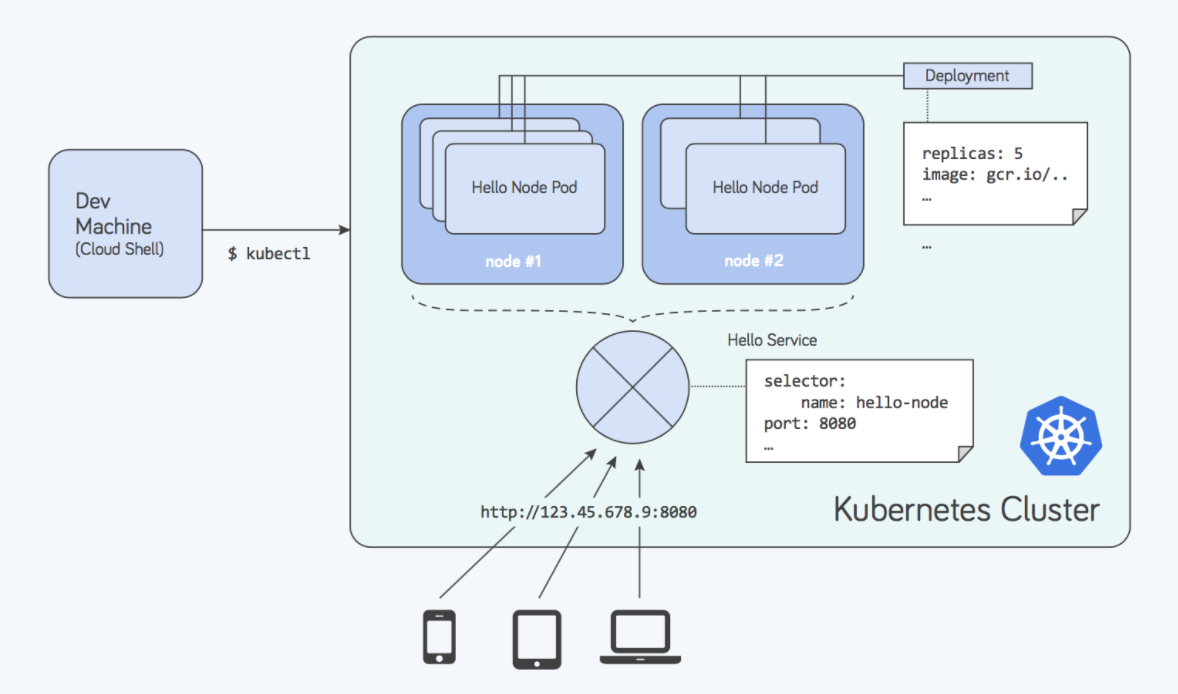 Deployment
replicas: 5
image: gcr.io/..
…
…
Hello Node Pod
node #1
Hello Node Pod
node #2
Dev
Machine
(Cloud Shell)
$ kubectl
Hello Service
selector:
    name: hello-node
port: 8080
…
http://123.45.678.9:8080
Kubernetes Cluster